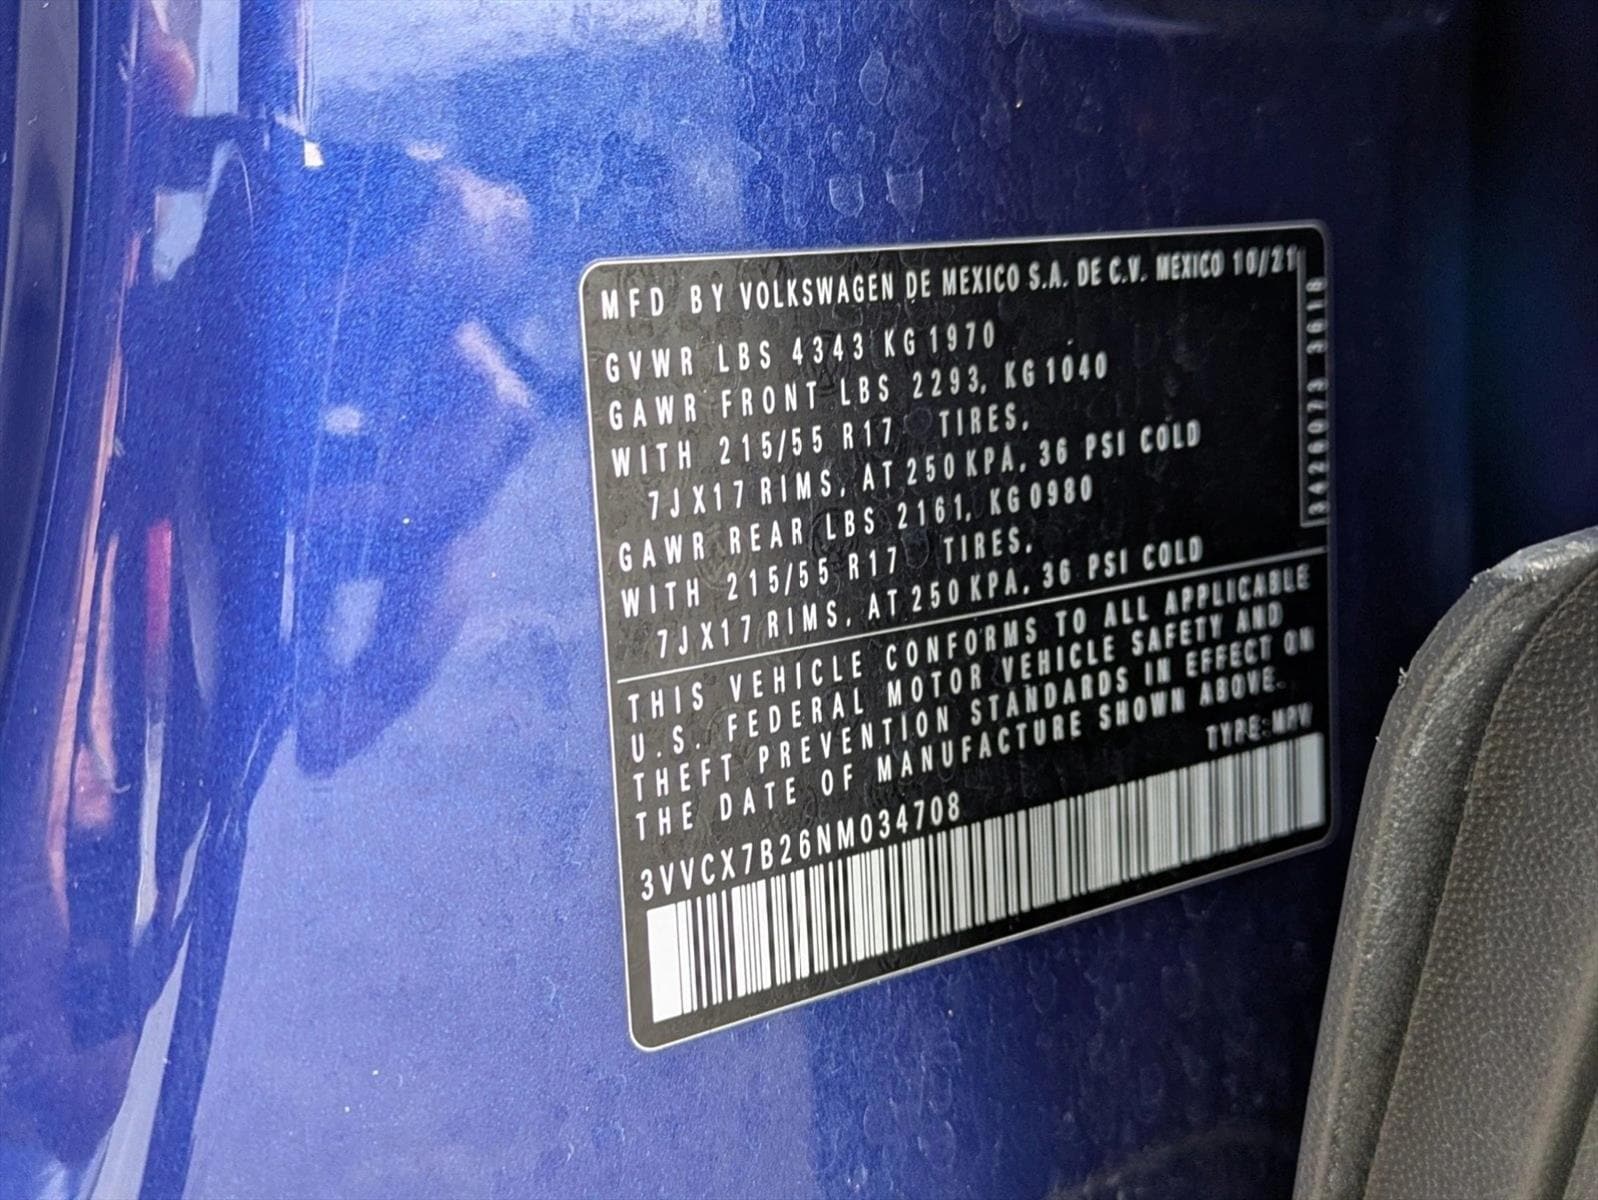 MFD BY VOLKSWAGEN DE MEXICO S.A. DE C.V. MEXICO 10/21
GVWR LBS 4343 KG 1970
GAWR FRONT LBS 2293, KG 1040
WITH 215/55 R17 TIRES,
7JX17 RIMS, AT 250 KPA, 36 PSI COLD
GAWR REAR LBS 2161, KG 0980
WITH 215/55 R17 TIRES,
7JX17 RIMS, AT 250 KPA, 36 PSI COLD
THIS VEHICLE CONFORMS TO ALL APPLICABLE
U.S. FEDERAL MOTOR VEHICLE SAFETY AND
THEFT PREVENTION STANDARDS IN EFFECT ON
THE DATE OF MANUFACTURE SHOWN ABOVE.
TYPE: MPV
3VVCX7B26NM034708